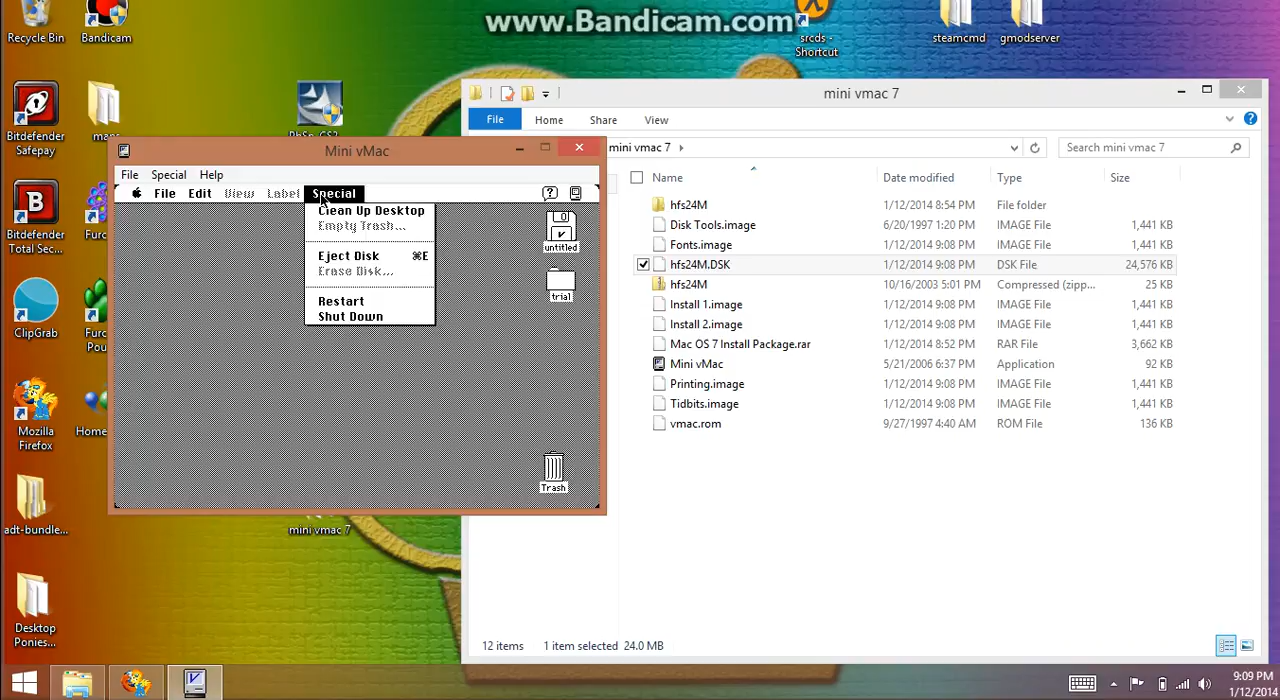 www.Bandicam.com
Recycle Bin
Bandicam
srcds - Shortcut
steamcmd
gmodserver
Bitdefender Safepay
maps
PhSp_CS2
Bitdefender Total Sec...
Furc
ClipGrab
Furc
Pou
Mozilla Firefox
Home
adt-bundle...
mini vmac 7
Desktop Ponies...
Mini vMac
File Special Help
File Edit View Label Special
Clean Up Desktop
Empty Trash...
Eject Disk ⌘E
Erase Disk...
Restart
Shut Down
untitled
trial
Trash
mini vmac 7
File Home Share View
mini vmac 7
Search mini vmac 7
Name Date modified Type Size
hfs24M 1/12/2014 8:54 PM File folder
Disk Tools.image 6/20/1997 1:20 PM IMAGE File 1,441 KB
Fonts.image 1/12/2014 9:08 PM IMAGE File 1,441 KB
hfs24M.DSK 1/12/2014 9:08 PM DSK File 24,576 KB
hfs24M 10/16/2003 5:01 PM Compressed (zipp... 25 KB
Install 1.image 1/12/2014 9:08 PM IMAGE File 1,441 KB
Install 2.image 1/12/2014 9:08 PM IMAGE File 1,441 KB
Mac OS 7 Install Package.rar 1/12/2014 8:52 PM RAR File 3,662 KB
Mini vMac 5/21/2006 6:37 PM Application 92 KB
Printing.image 1/12/2014 9:08 PM IMAGE File 1,441 KB
Tidbits.image 1/12/2014 9:08 PM IMAGE File 1,441 KB
vmac.rom 9/27/1997 4:40 AM ROM File 136 KB
12 items 1 item selected 24.0 MB
9:09 PM
1/12/2014